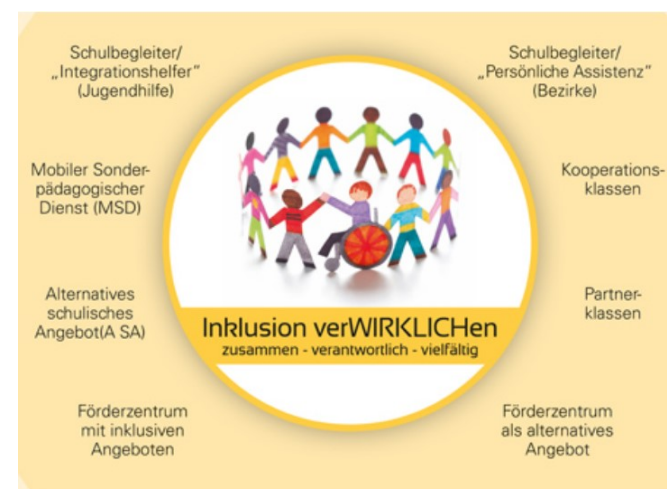 Schulbegleiter/
„Integrationshelfer“
(Jugendhilfe)
Mobiler Sonder-
pädagogischer
Dienst (MSD)
Alternatives
schulisches
Angebot(A SA)
Förderzentrum
mit inklusiven
Angeboten
Inklusion verWIRKLICHen
zusammen - verantwortlich - vielfältig
Schulbegleiter/
„Persönliche Assistenz“
(Bezirke)
Kooperations-
klassen
Partner-
klassen
Förderzentrum
als alternatives
Angebot